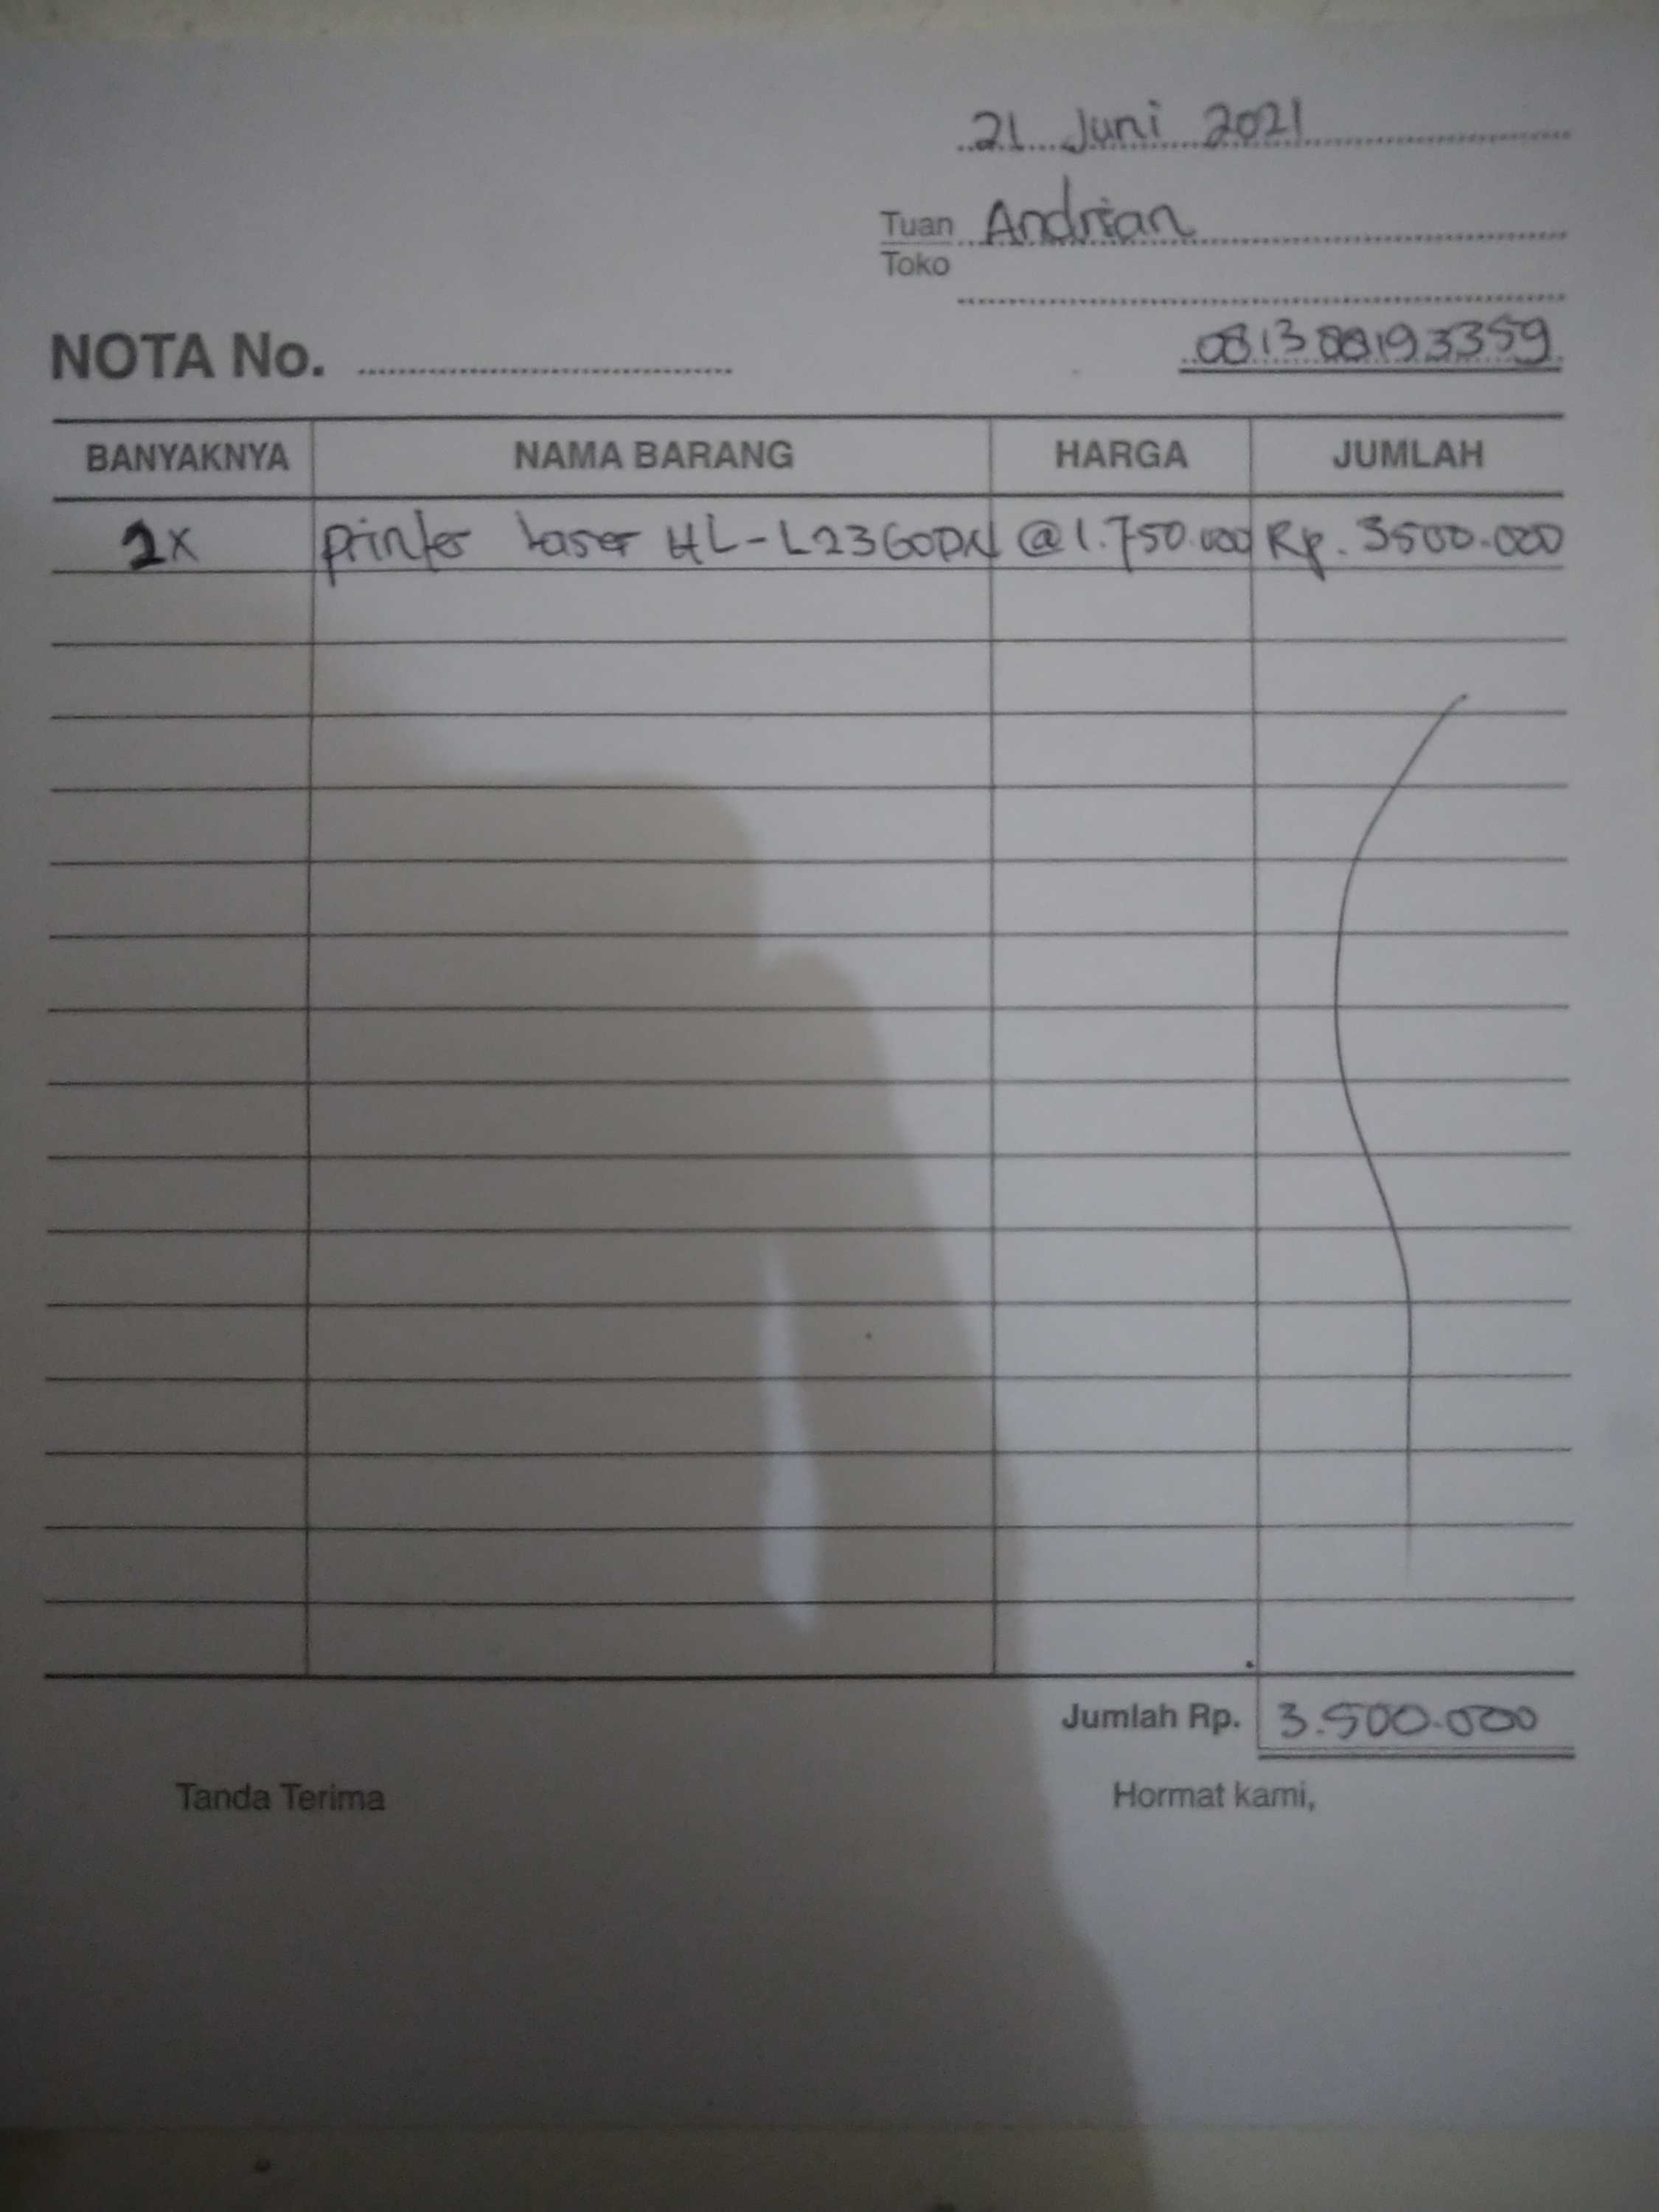 21 Juni 2021
Tuan Andrian
Toko
NOTA No. 081388193359
BANYAKNYA NAMA BARANG HARGA JUMLAH
2x printer laser HL-L2360DN @1.750.000 Rp. 3500.000
Jumlah Rp. 3.500.000
Tanda Terima Hormat kami,